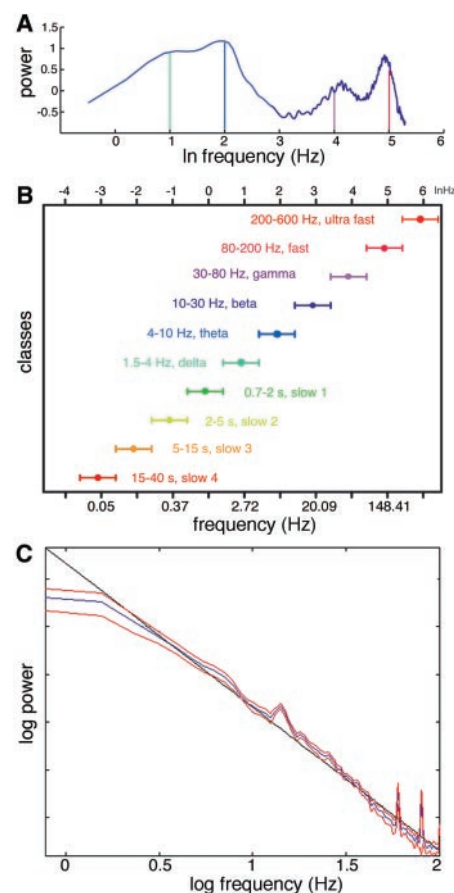 A
1.5
1
0.5
0
-0.5
power
0 1 2 3 4 5 6
ln frequency (Hz)
B
-4 -3 -2 -1 0 1 2 3 4 5 6 lnHz
200-600 Hz, ultra fast
80-200 Hz, fast
30-80 Hz, gamma
10-30 Hz, beta
4-10 Hz, theta
1.5-4 Hz, delta
0.7-2 s, slow 1
2-5 s, slow 2
5-15 s, slow 3
15-40 s, slow 4
classes
0.05 0.37 2.72 20.09 148.41
frequency (Hz)
C
log power
0 0.5 1 1.5 2
log frequency (Hz)